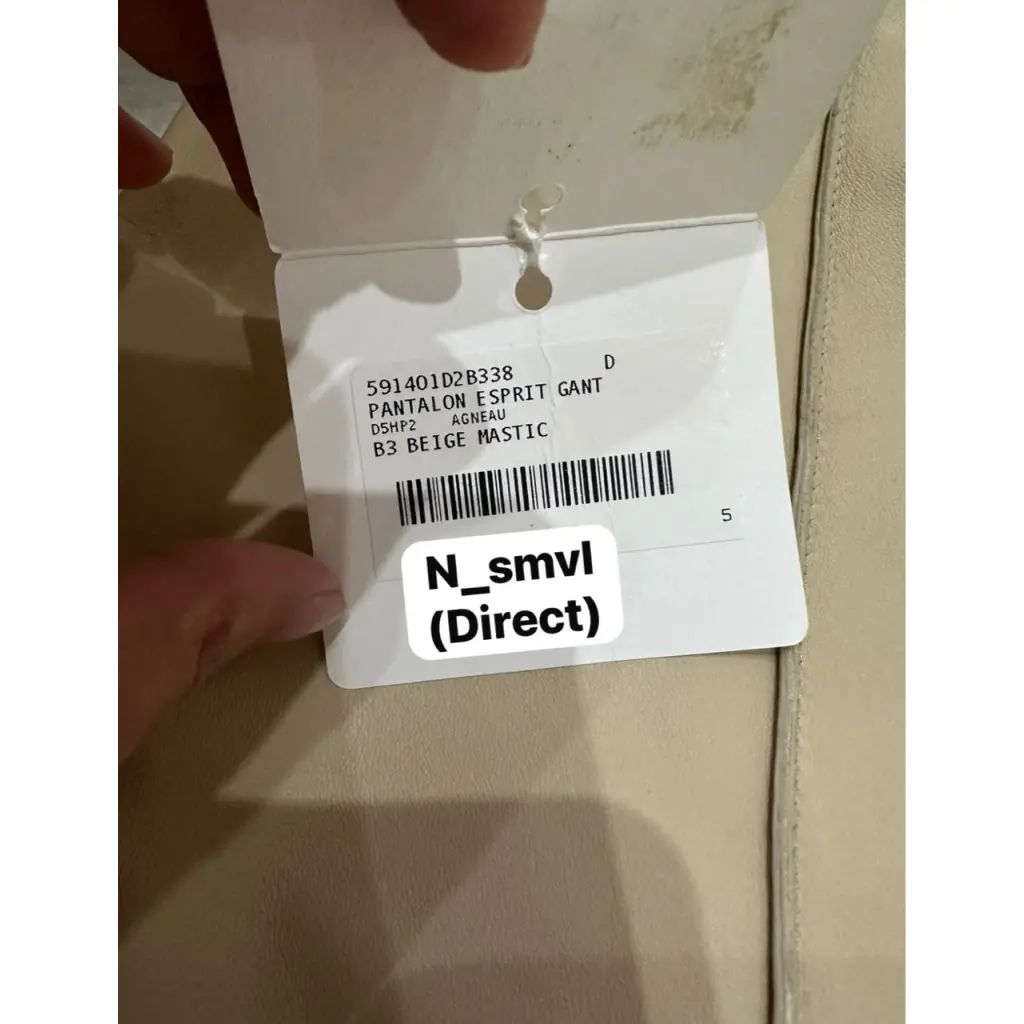 591401D2B338 D
PANTALON ESPRIT GANT
D5HP2 AGNEAU
B3 BEIGE MASTIC
5
N_smvl
(Direct)